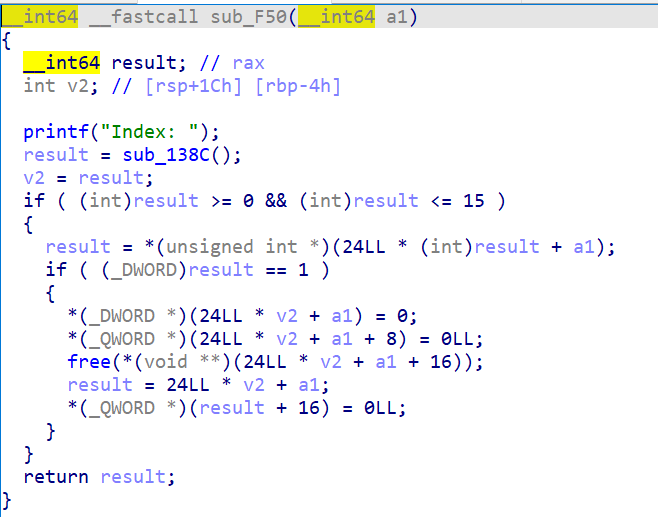 __int64 __fastcall sub_F50(__int64 a1)
{
  __int64 result; // rax
  int v2; // [rsp+1Ch] [rbp-4h]

  printf("Index: ");
  result = sub_138C();
  v2 = result;
  if ( (int)result >= 0 && (int)result <= 15 )
  {
    result = *(unsigned int *)(24LL * (int)result + a1);
    if ( (_DWORD)result == 1 )
    {
      *(_DWORD *)(24LL * v2 + a1) = 0;
      *(_QWORD *)(24LL * v2 + a1 + 8) = 0LL;
      free(*(void **)(24LL * v2 + a1 + 16));
      result = 24LL * v2 + a1;
      *(_QWORD *)(result + 16) = 0LL;
    }
  }
  return result;
}